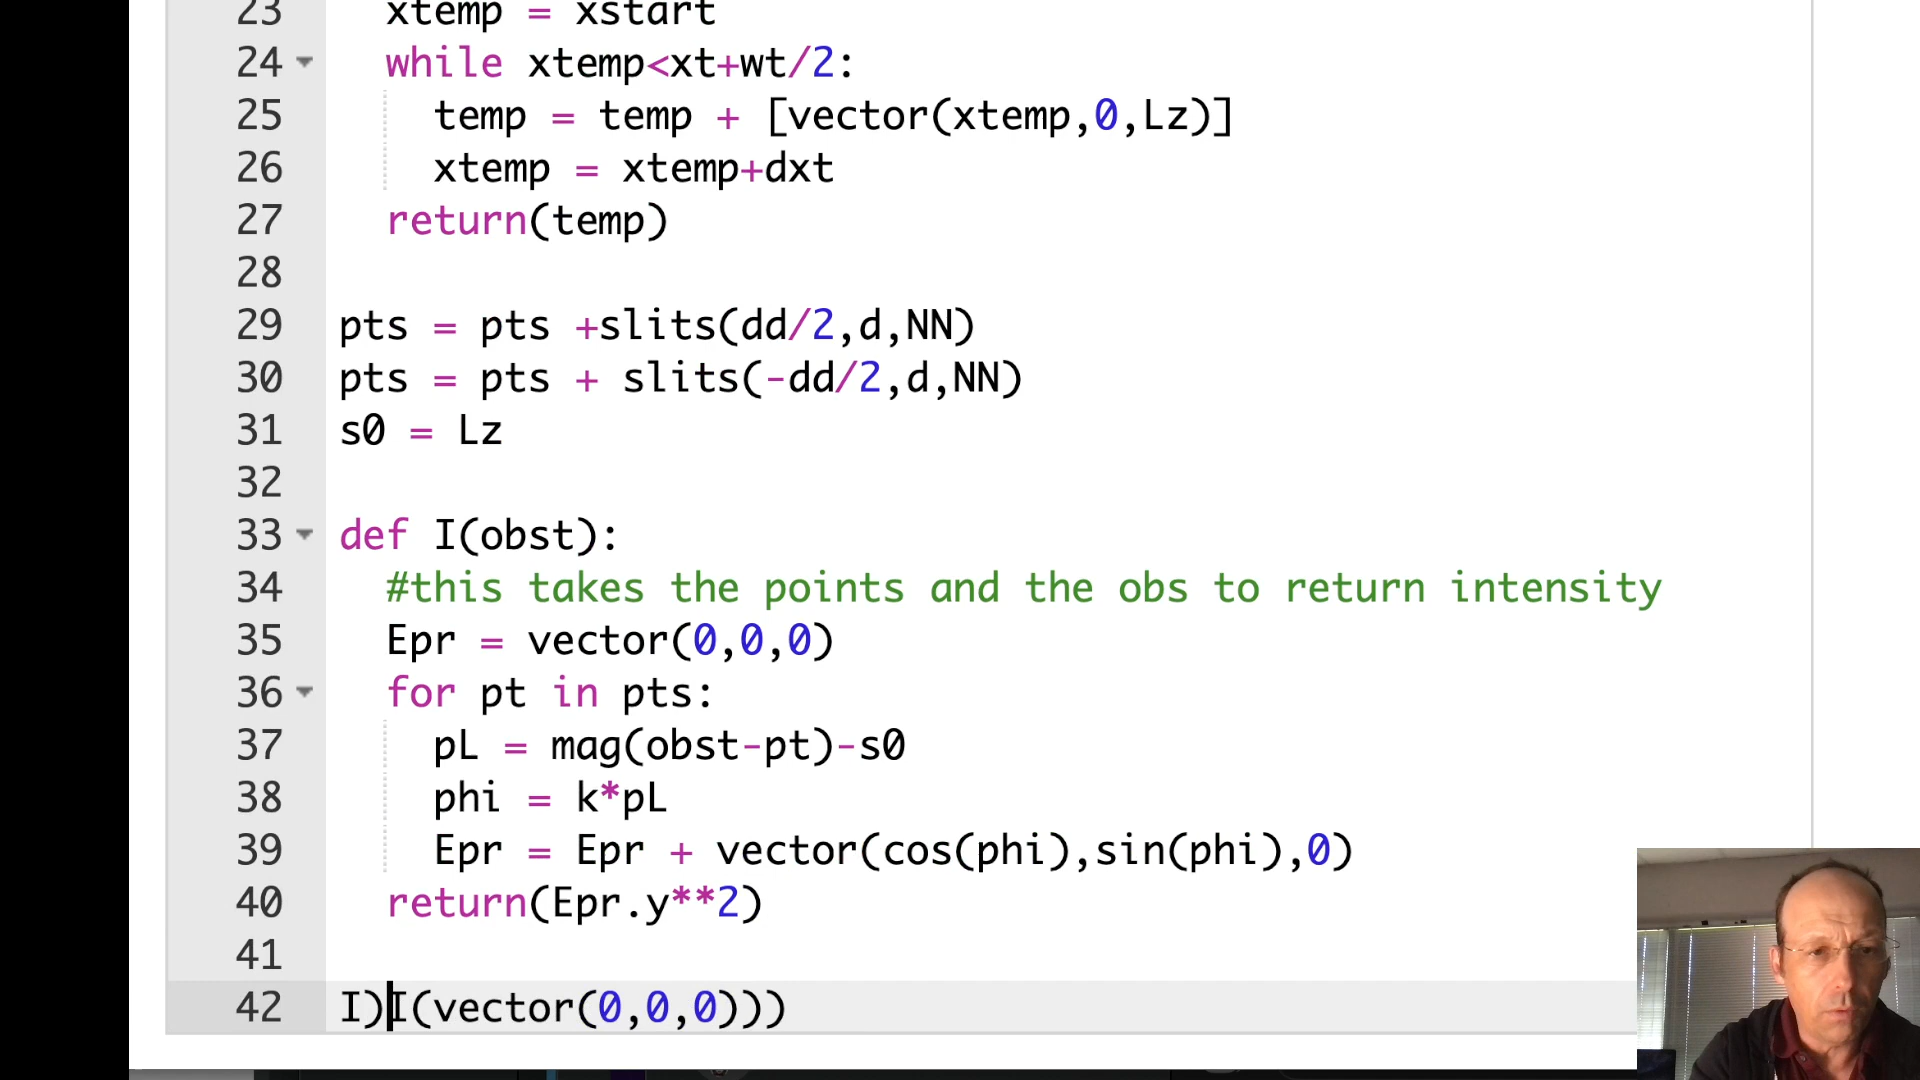 23 xtemp = xstart
24 while xtemp<xt+wt/2:
25 temp = temp + [vector(xtemp,0,Lz)]
26 xtemp = xtemp+dxt
27 return(temp)
28
29 pts = pts +slits(dd/2,d,NN)
30 pts = pts + slits(-dd/2,d,NN)
31 s0 = Lz
32
33 def I(obst):
34 #this takes the points and the obs to return intensity
35 Epr = vector(0,0,0)
36 for pt in pts:
37 pL = mag(obst-pt)-s0
38 phi = k*pL
39 Epr = Epr + vector(cos(phi),sin(phi),0)
40 return(Epr.y**2)
41
42 I)I(vector(0,0,0)))